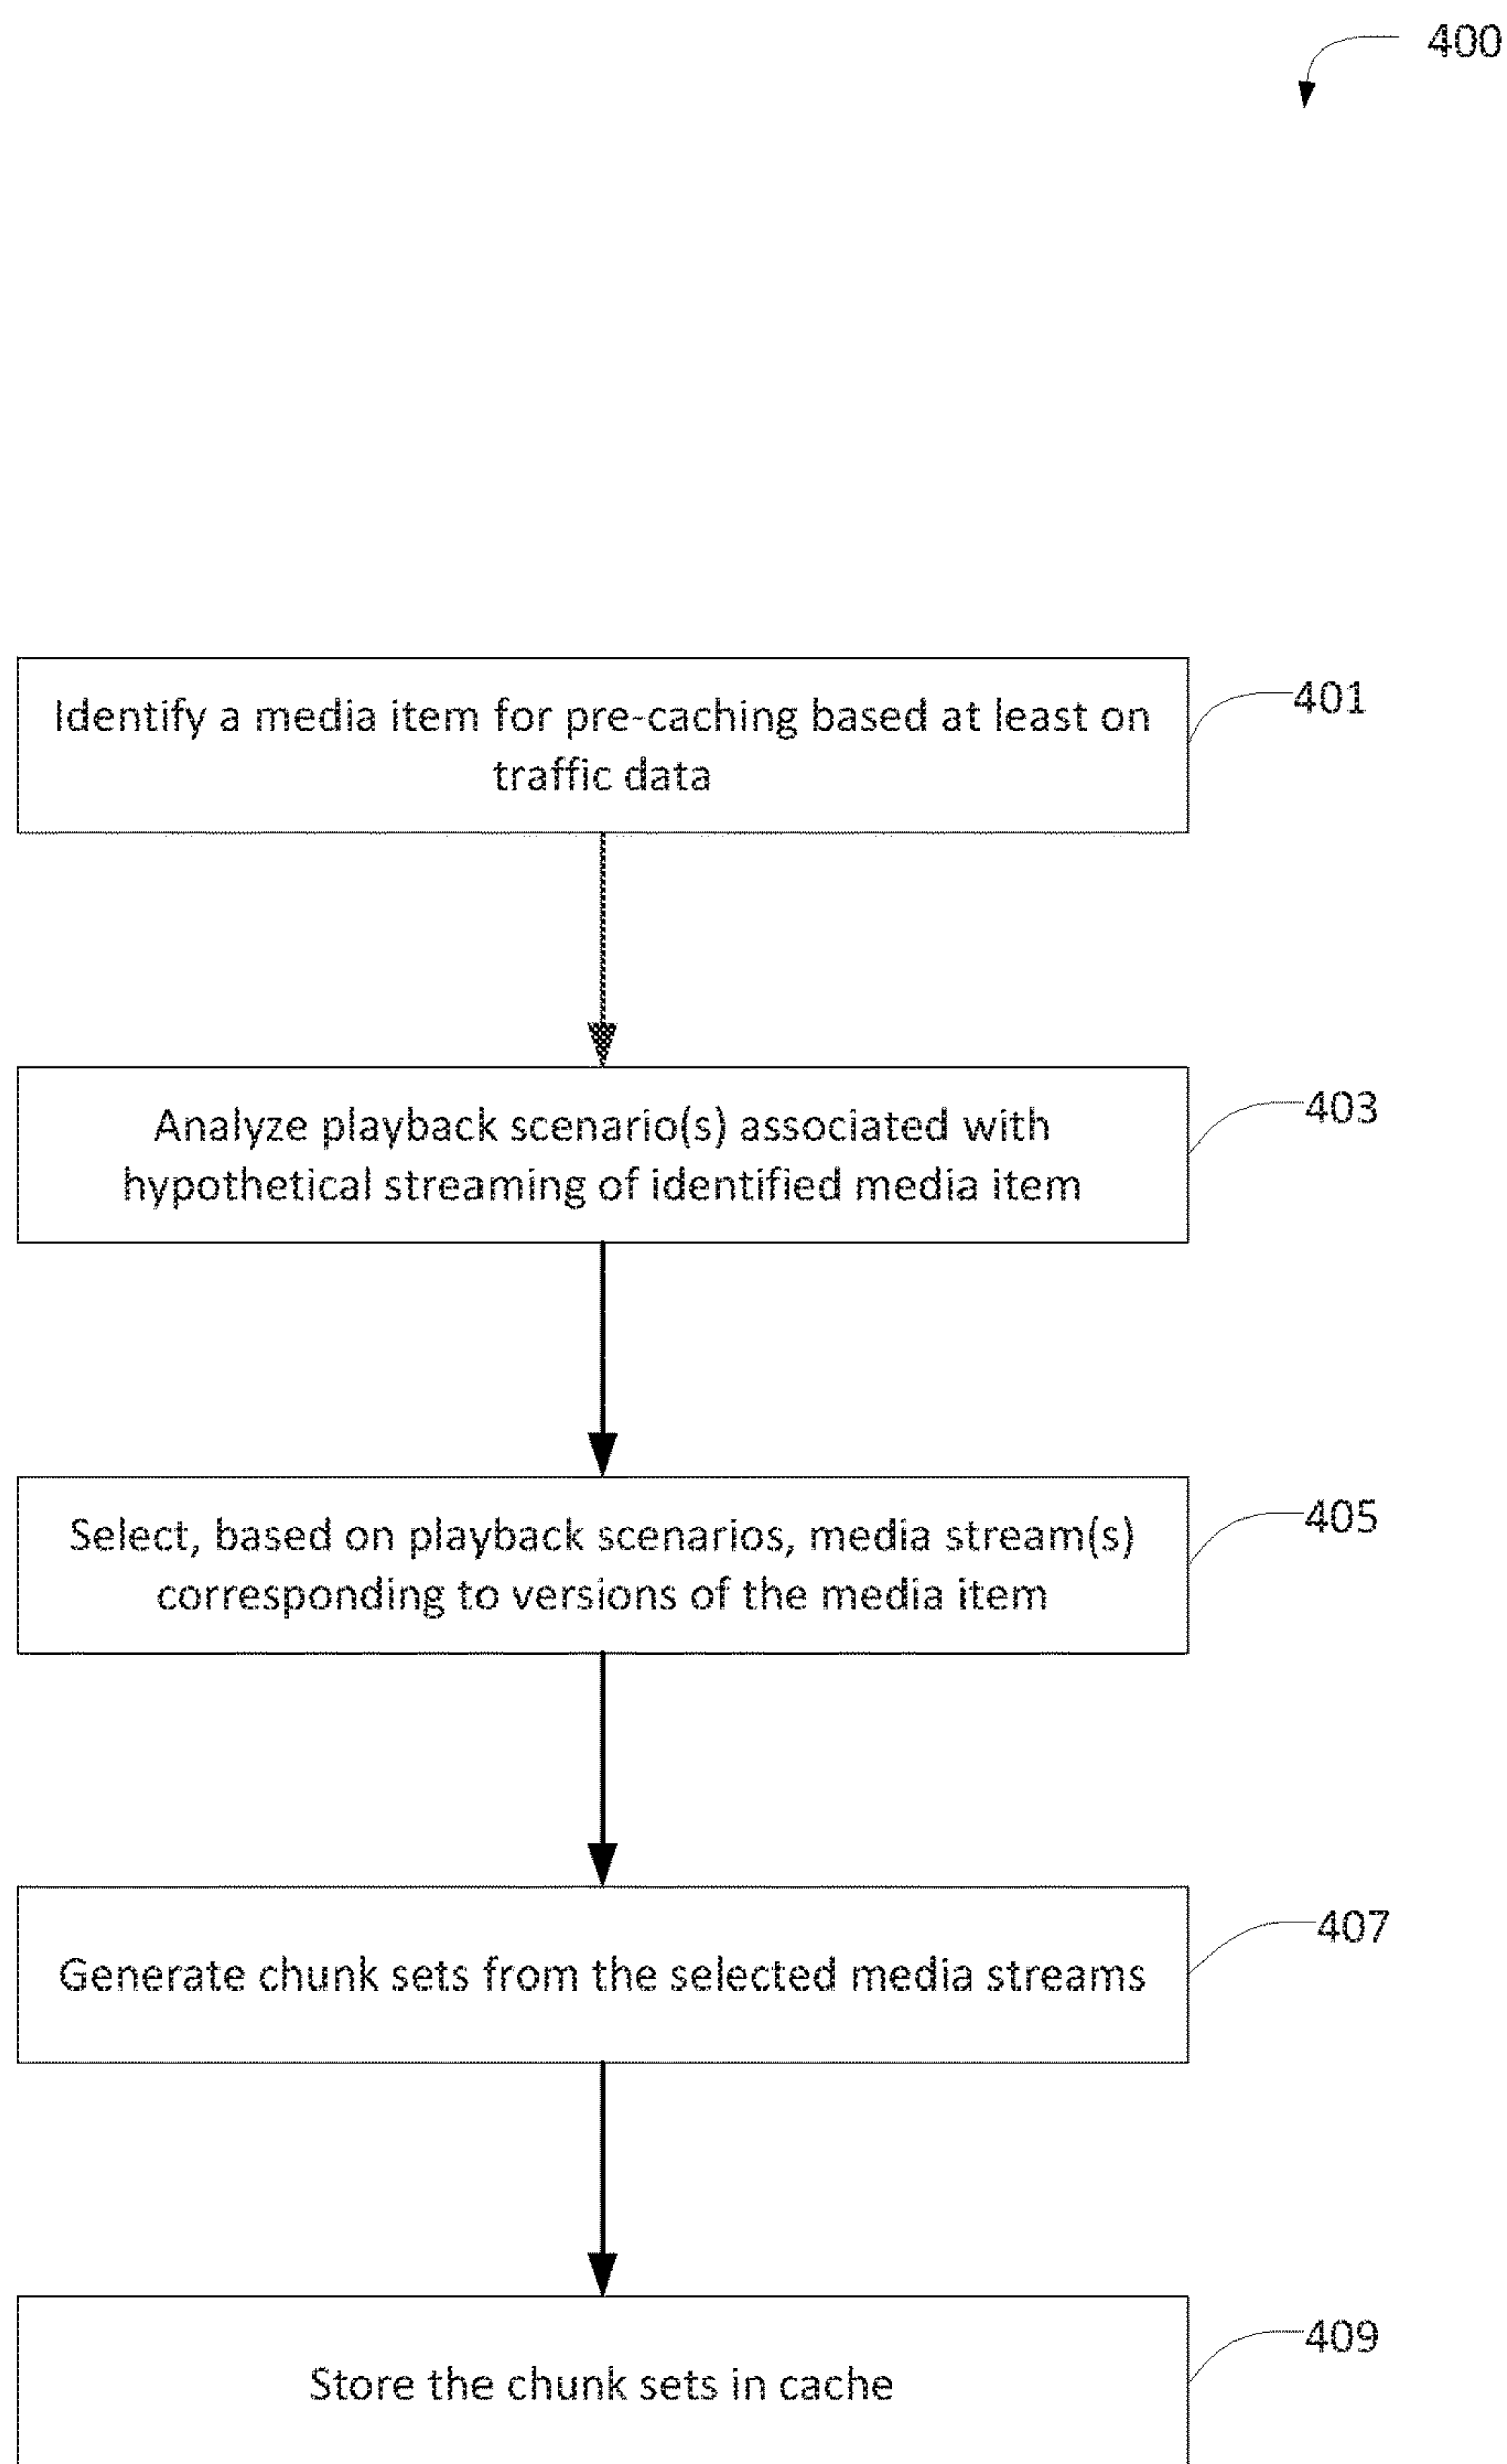 400
Identify a media item for pre-caching based at least on
traffic data
401
Analyze playback scenario(s) associated with
hypothetical streaming of identified media item
403
Select, based on playback scenarios, media stream(s)
corresponding to versions of the media item
405
Generate chunk sets from the selected media streams
407
Store the chunk sets in cache
409